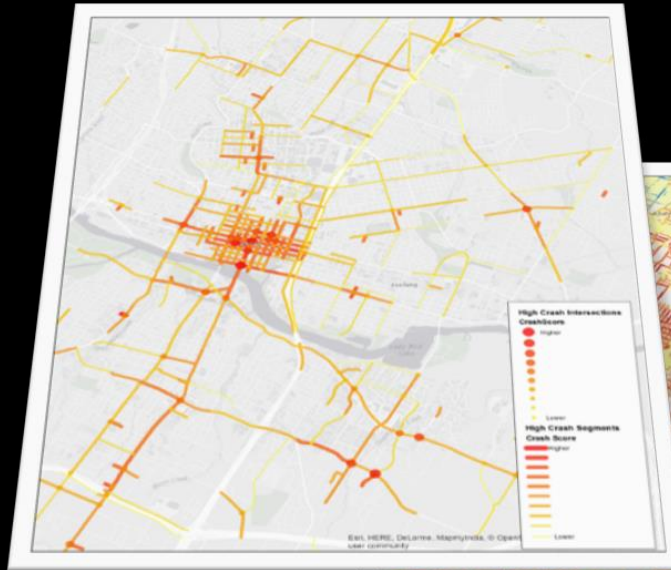 High Crash Intersections
CrashScore
Higher
Lower
High Crash Segments
Crash Score
Higher
Lower
Esri, HERE, DeLorme, MapmyIndia, ©
user community